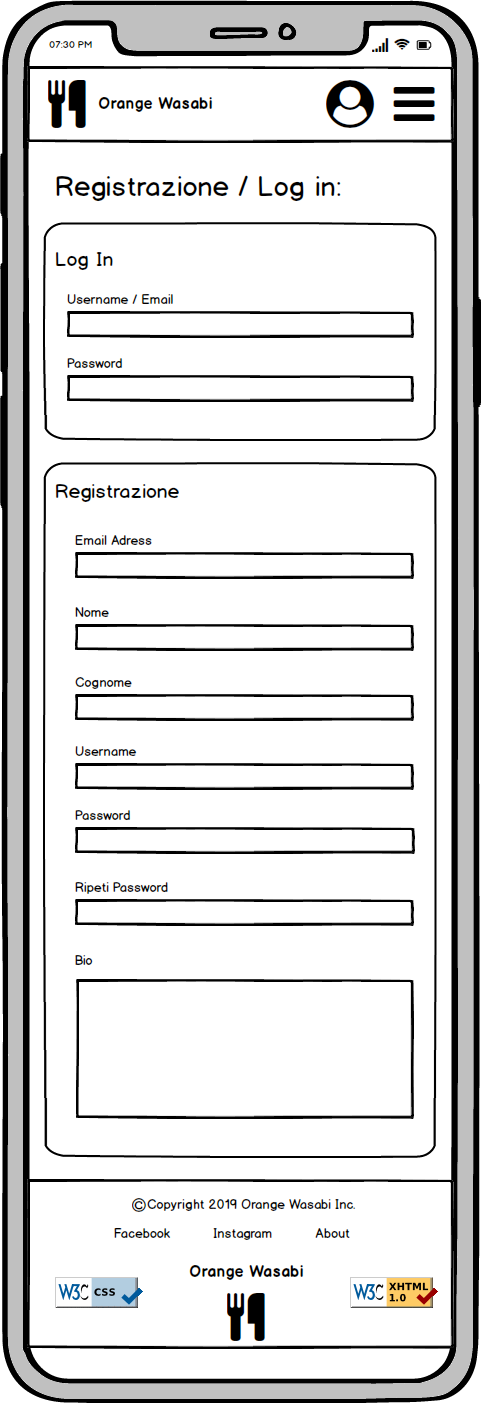 07:30 PM
Orange Wasabi
Registrazione / Log in:
Log In
Username / Email
Password
Registrazione
Email Adress
Nome
Cognome
Username
Password
Ripeti Password
Bio
©Copyright 2019 Orange Wasabi Inc.
Facebook Instagram About
Orange Wasabi
W3C CSS
W3C XHTML
1.0